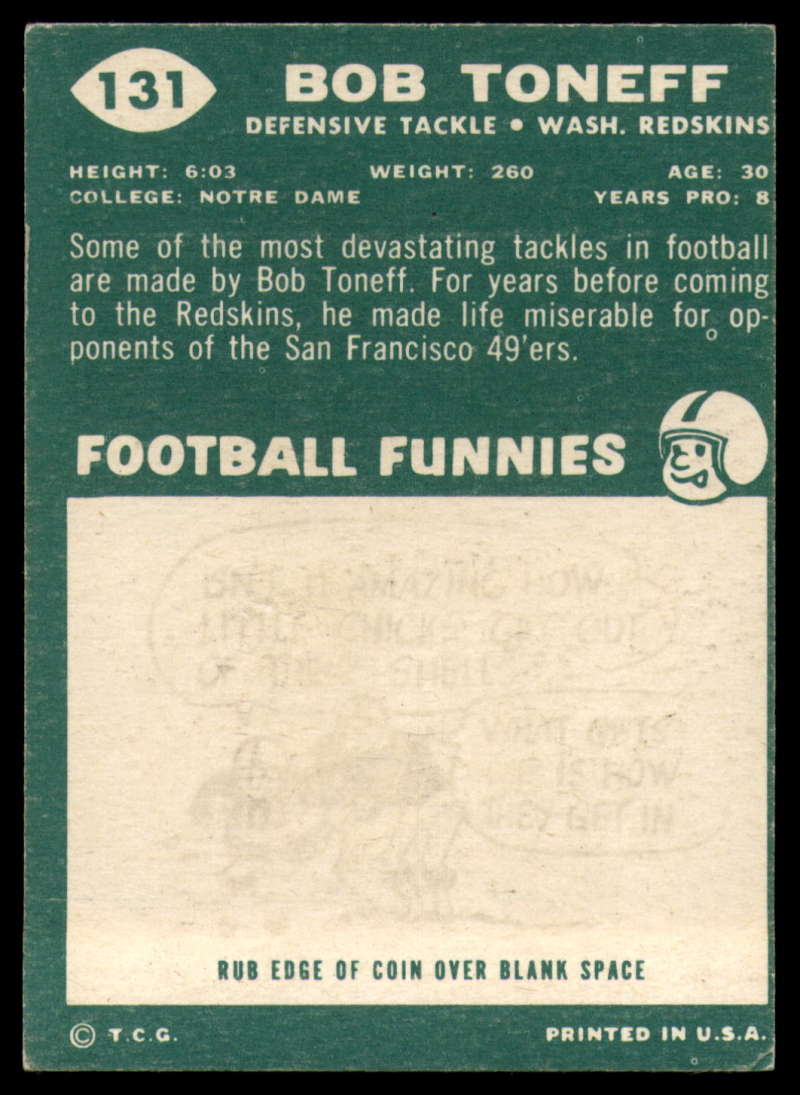 131
BOB TONEFF
DEFENSIVE TACKLE • WASH. REDSKINS
HEIGHT: 6:03 WEIGHT: 260 AGE: 30
COLLEGE: NOTRE DAME YEARS PRO: 8
Some of the most devastating tackles in football
are made by Bob Toneff. For years before coming
to the Redskins, he made life miserable for op-
ponents of the San Francisco 49'ers.
FOOTBALL FUNNIES
RUB EDGE OF COIN OVER BLANK SPACE
© T.C.G. PRINTED IN U.S.A.